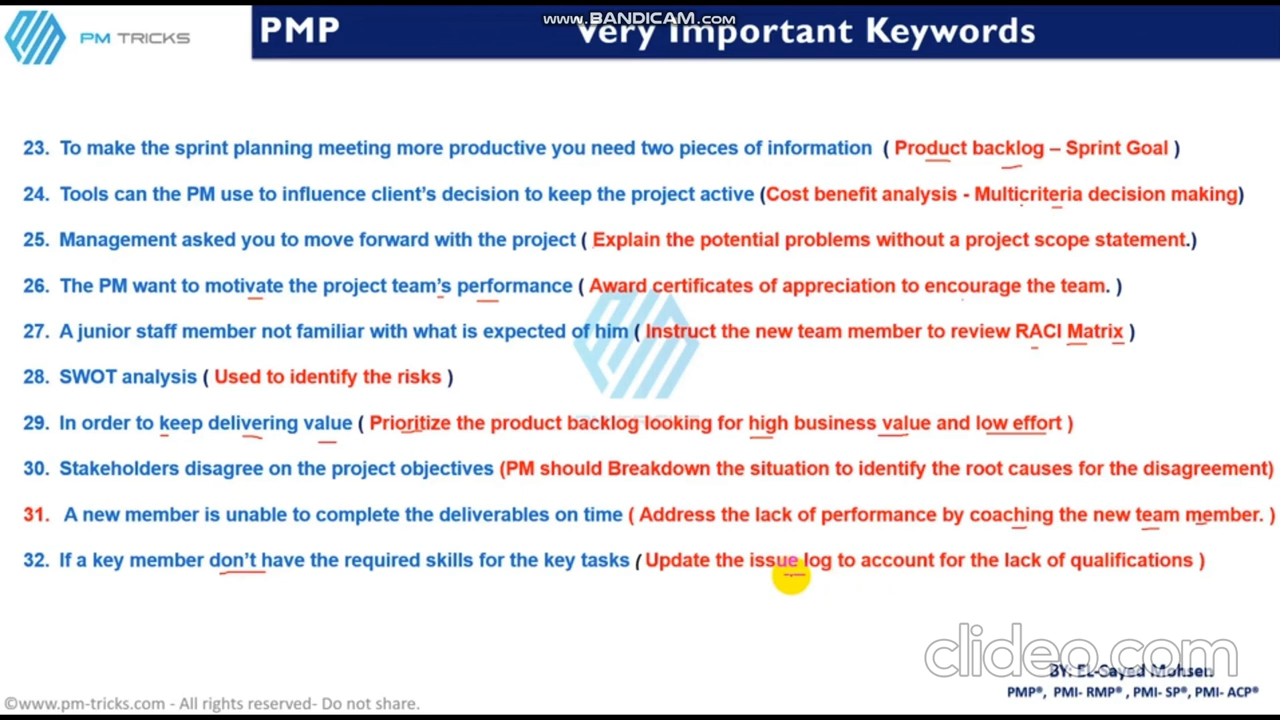 www.BANDICAM.com
PM TRICKS
PMP Very Important Keywords
23. To make the sprint planning meeting more productive you need two pieces of information ( Product backlog – Sprint Goal )
24. Tools can the PM use to influence client's decision to keep the project active (Cost benefit analysis - Multicriteria decision making)
25. Management asked you to move forward with the project ( Explain the potential problems without a project scope statement.)
26. The PM want to motivate the project team's performance ( Award certificates of appreciation to encourage the team. )
27. A junior staff member not familiar with what is expected of him ( Instruct the new team member to review RACI Matrix )
28. SWOT analysis ( Used to identify the risks )
29. In order to keep delivering value ( Prioritize the product backlog looking for high business value and low effort )
30. Stakeholders disagree on the project objectives (PM should Breakdown the situation to identify the root causes for the disagreement)
31. A new member is unable to complete the deliverables on time ( Address the lack of performance by coaching the new team member. )
32. If a key member don't have the required skills for the key tasks ( Update the issue log to account for the lack of qualifications )
clideo.com
BY: EL-Sayed Mohsen
PMP®, PMI- RMP® , PMI- SP®, PMI- ACP®
©www.pm-tricks.com - All rights reserved- Do not share.